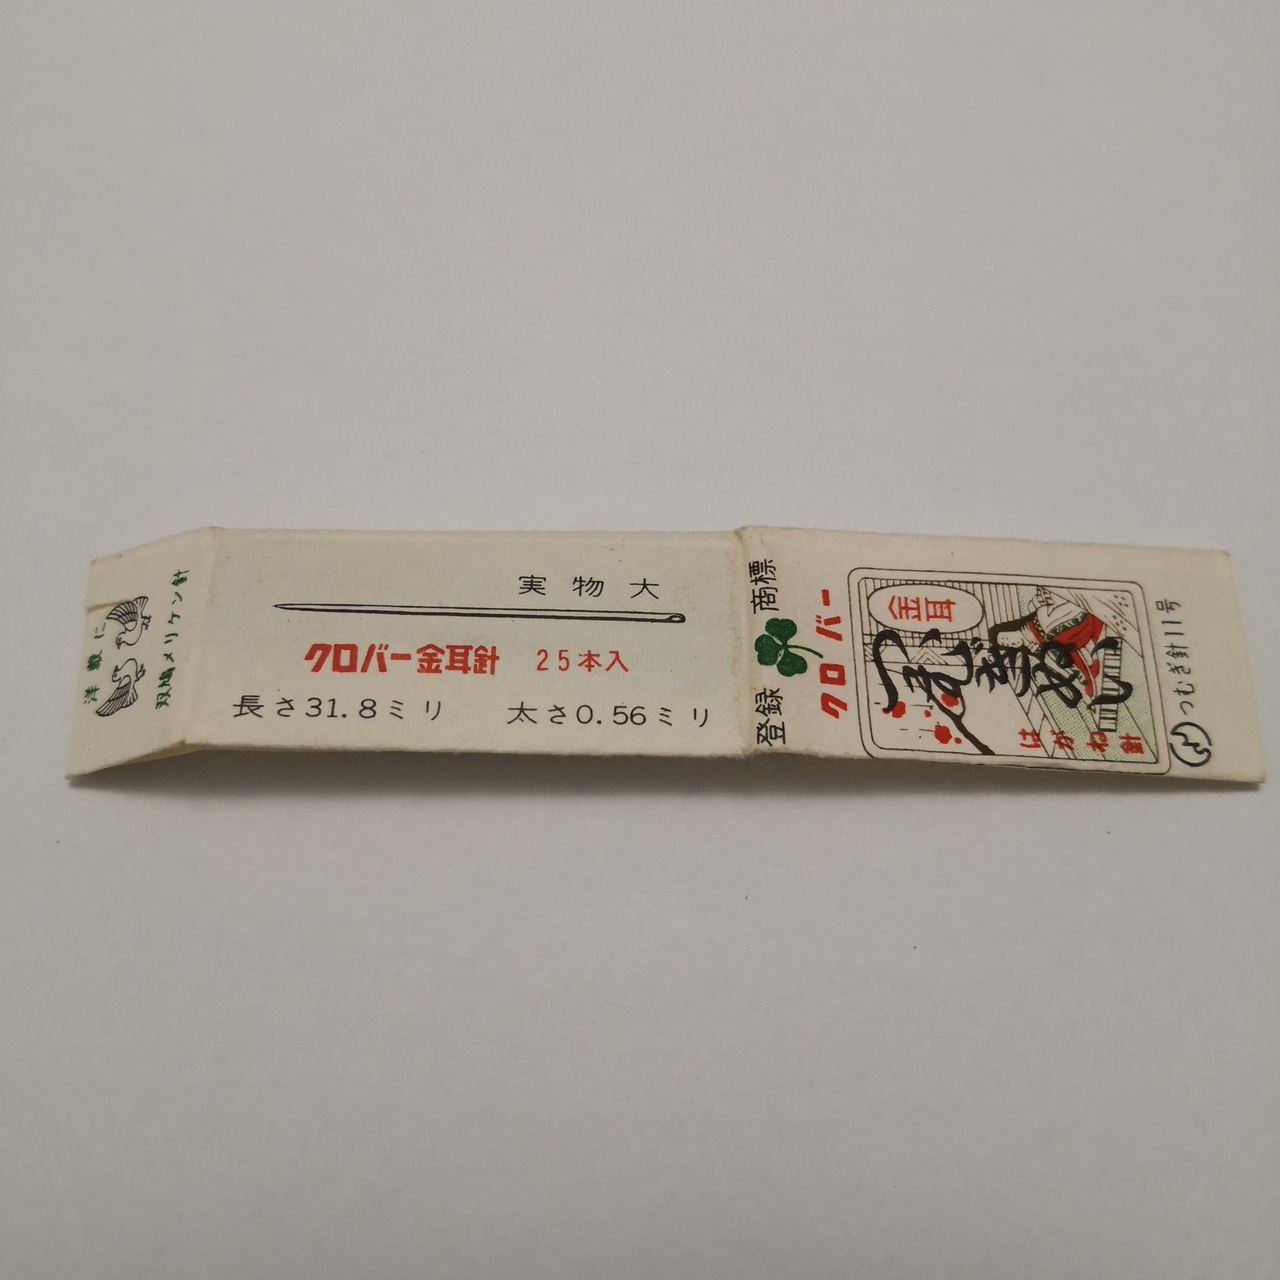 洋裁に
双鳩メリケン針
実物大
クロバー金耳針 25本入
長さ31.8ミリ 太さ0.56ミリ
登録商標
クロバー
金耳
つむぎぬい
はがね針
つむぎ針11号